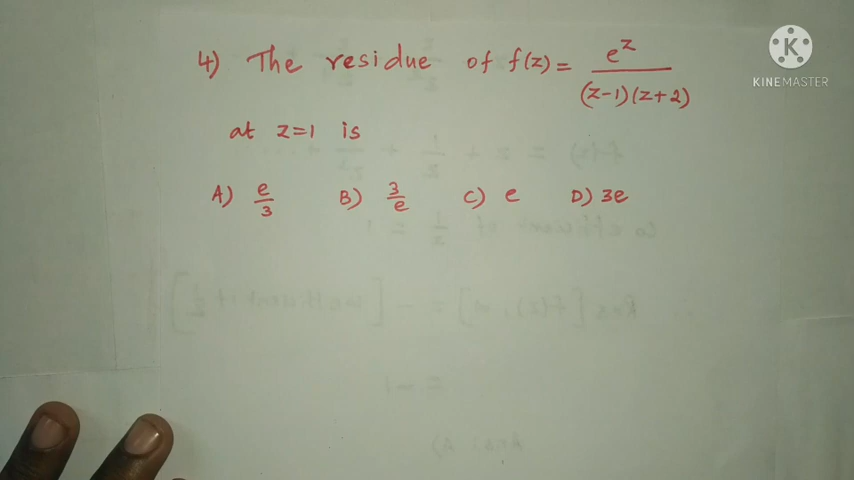 4) The residue of f(z) = e^z / (z-1)(z+2)
at z=1 is
A) e/3 B) 3/e C) e D) 3e
K
KINEMASTER